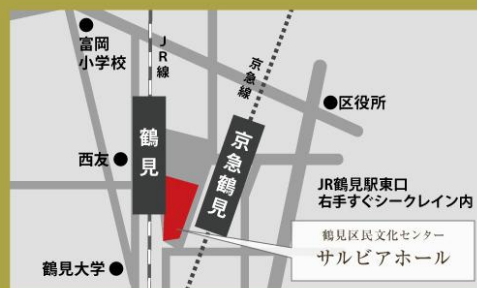 富岡
小学校
JR線
京急線
区役所
鶴見
京急鶴見
西友
JR鶴見駅東口
右手すぐシークレイン内
鶴見区民文化センター
サルビアホール
鶴見大学